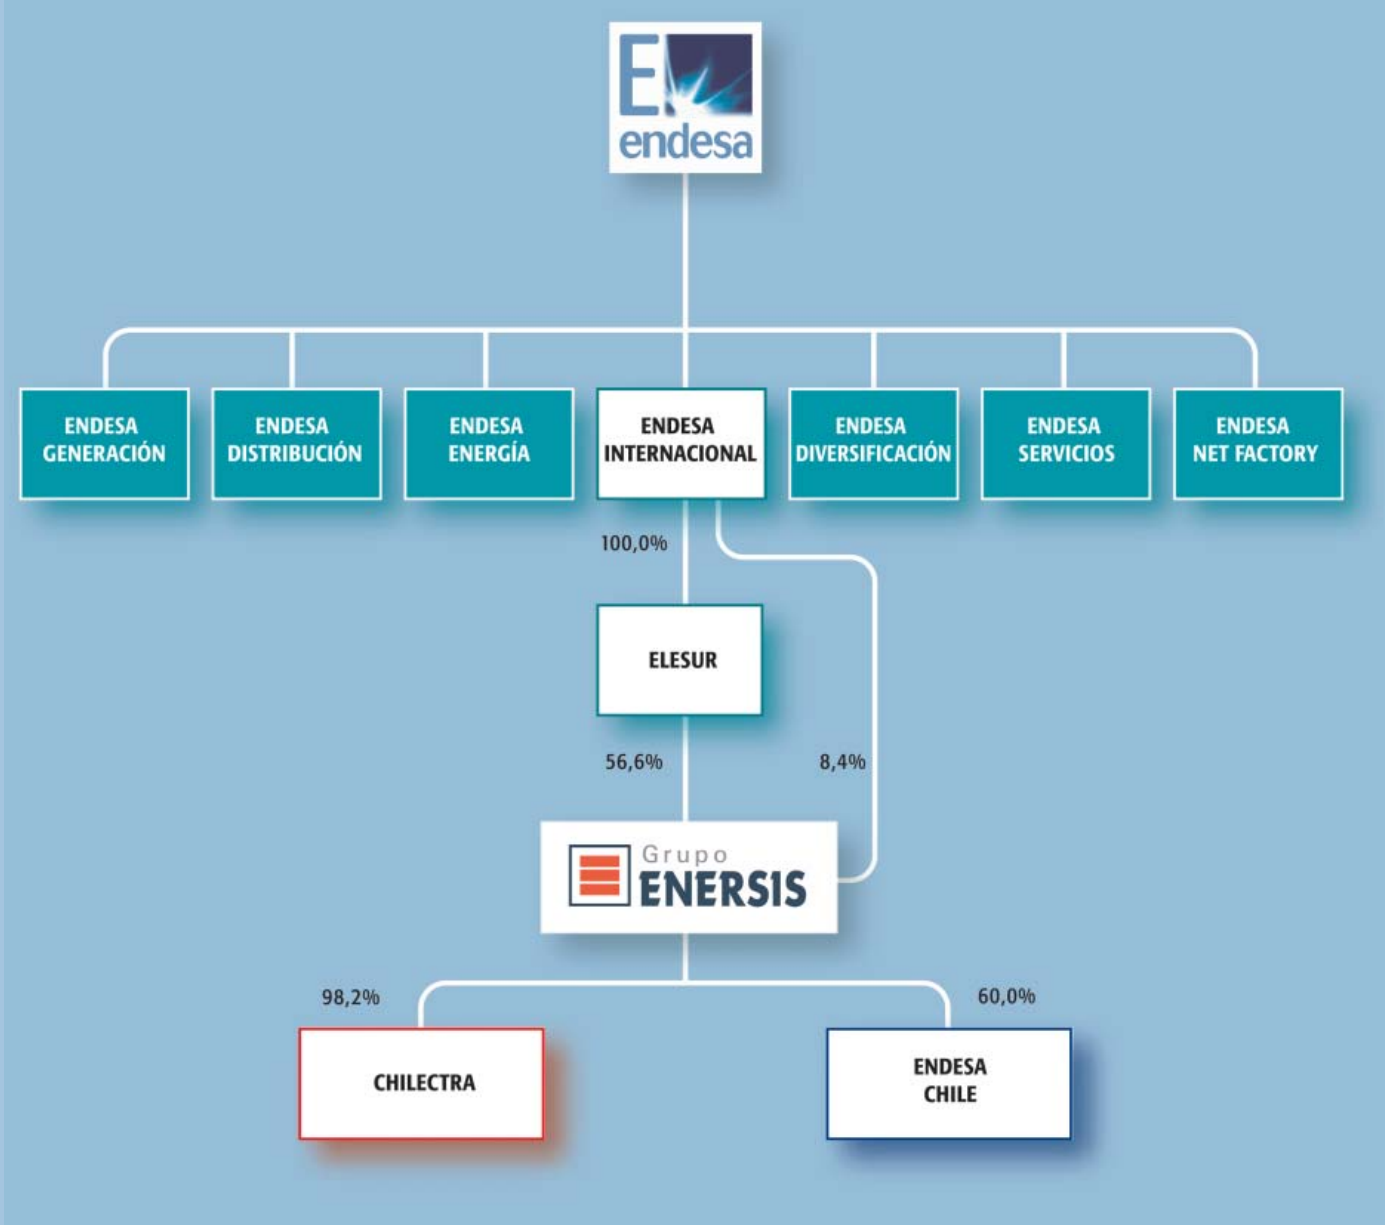 E
endesa
ENDESA
GENERACIÓN
ENDESA
DISTRIBUCIÓN
ENDESA
ENERGÍA
ENDESA
INTERNACIONAL
ENDESA
DIVERSIFICACIÓN
ENDESA
SERVICIOS
ENDESA
NET FACTORY
100,0%
ELESUR
56,6%
8,4%
Grupo
ENERSIS
98,2%
60,0%
CHILECTRA
ENDESA
CHILE